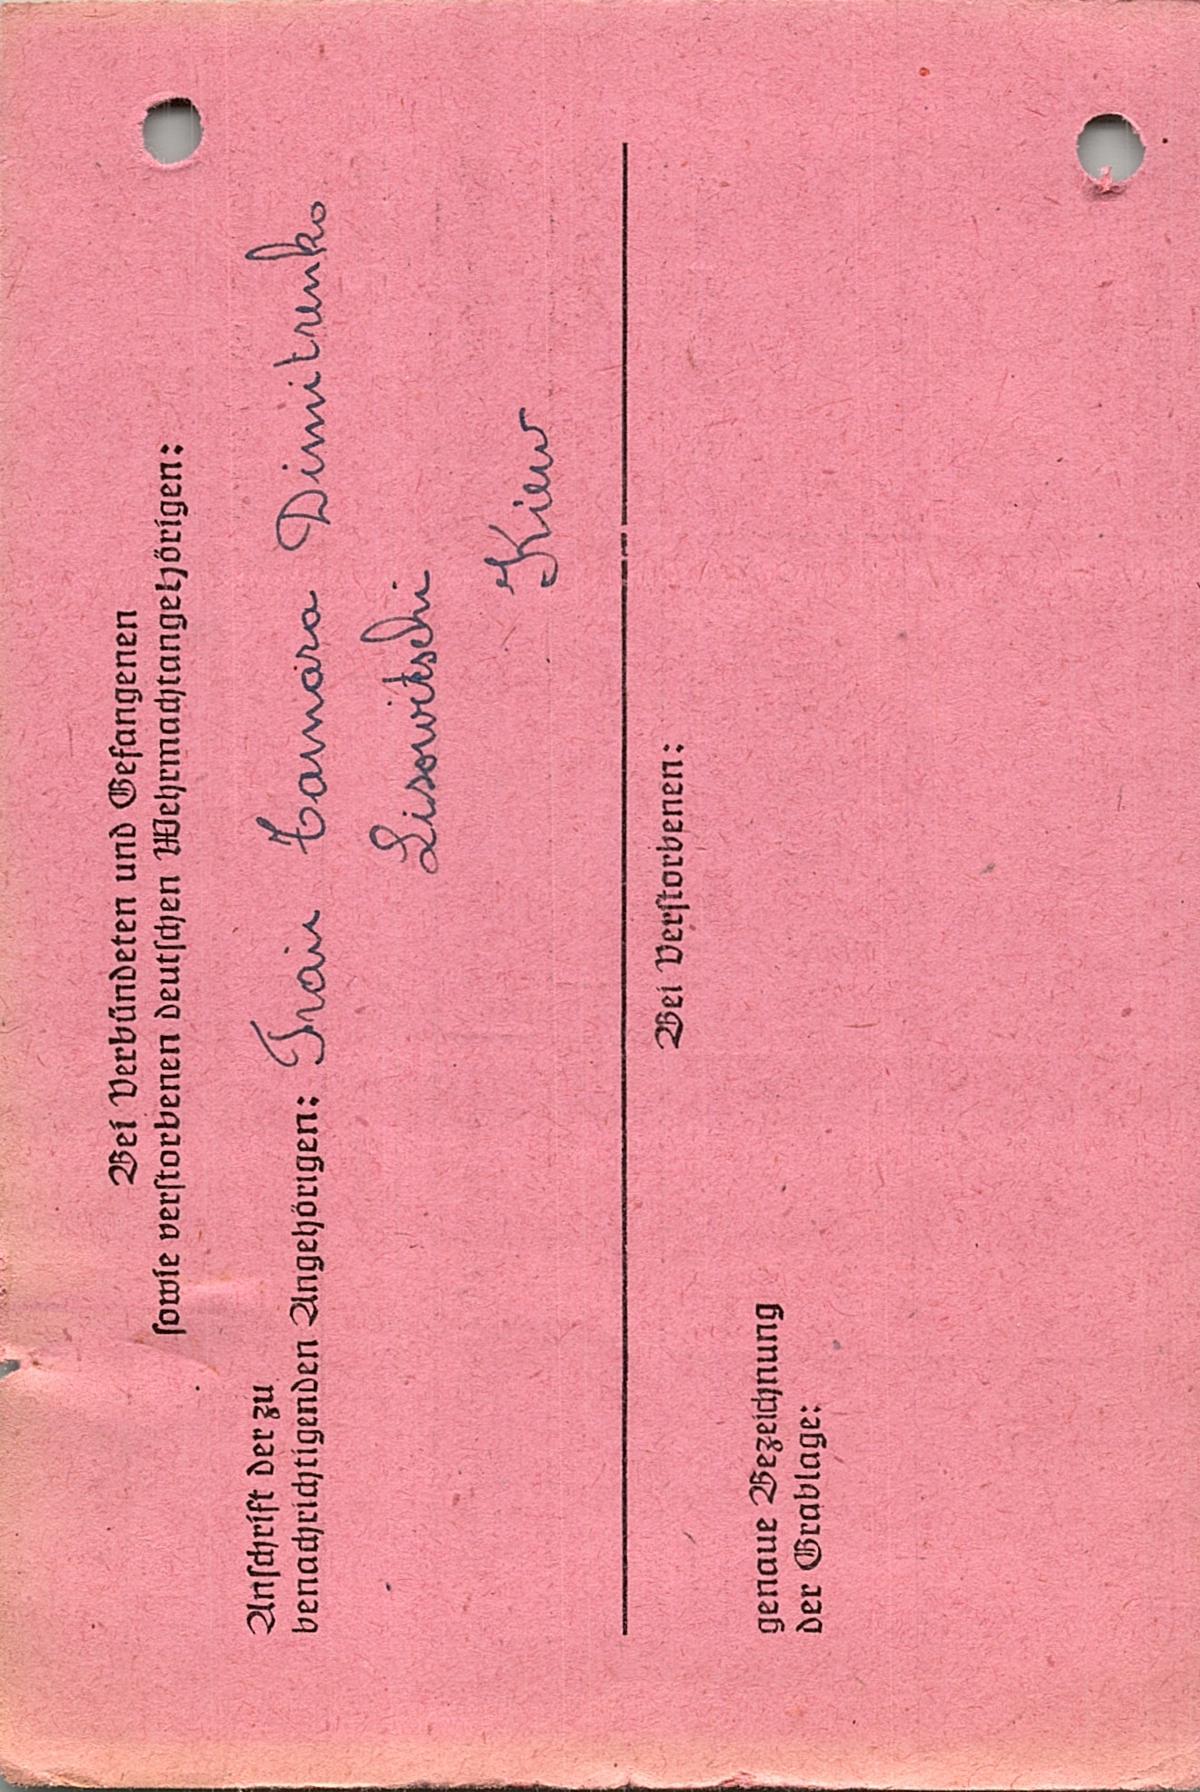 Bei Verbündeten und Gefangenen
sowie verstorbenen deutschen Wehrmachtangehörigen:
Anschrift der zu
benachrichtigenden Angehörigen: Frau Tamara Dimitrenko
Lisowitschi
Kiew
Bei Verstorbenen:
genaue Bezeichnung
der Grablage: